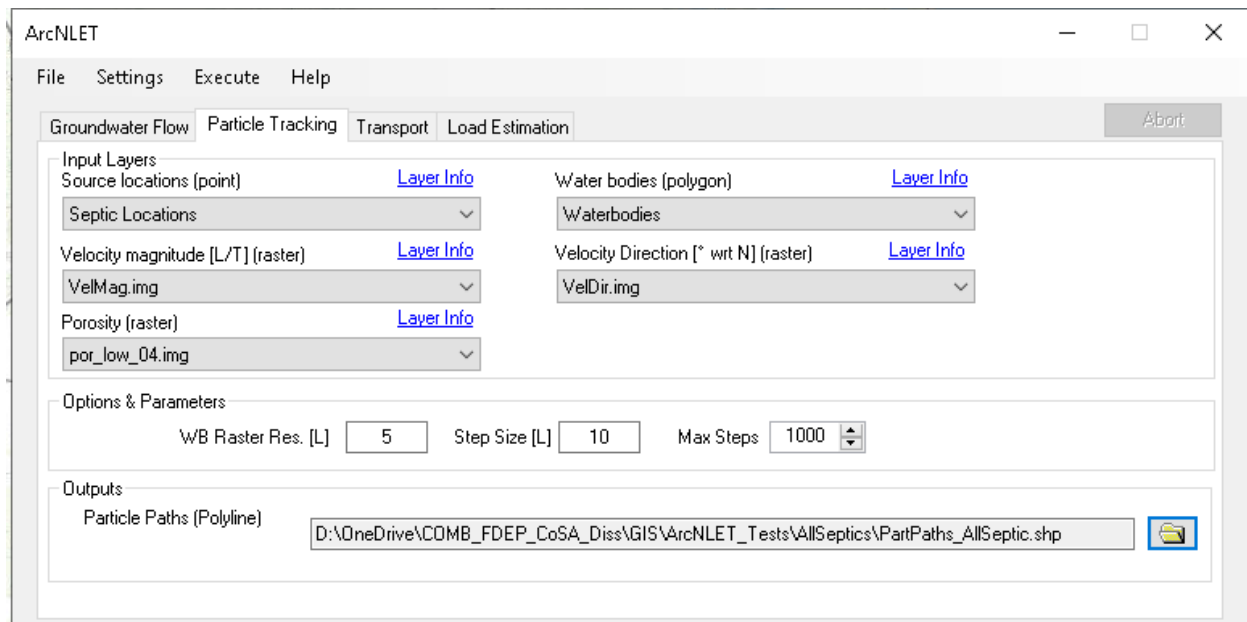 ArcNLET
File Settings Execute Help
Groundwater Flow Particle Tracking Transport Load Estimation Abort
Input Layers
Source locations (point) Layer Info Water bodies (polygon) Layer Info
Septic Locations Waterbodies
Velocity magnitude [L/T] (raster) Layer Info Velocity Direction [° wrt N] (raster) Layer Info
VelMag.img VelDir.img
Porosity (raster) Layer Info
por_low_04.img
Options & Parameters
WB Raster Res. [L] 5 Step Size [L] 10 Max Steps 1000
Outputs
Particle Paths (Polyline)
D:\OneDrive\COMB_FDEP_CoSA_Diss\GIS\ArcNLET_Tests\AllSeptics\PartPaths_AllSeptic.shp